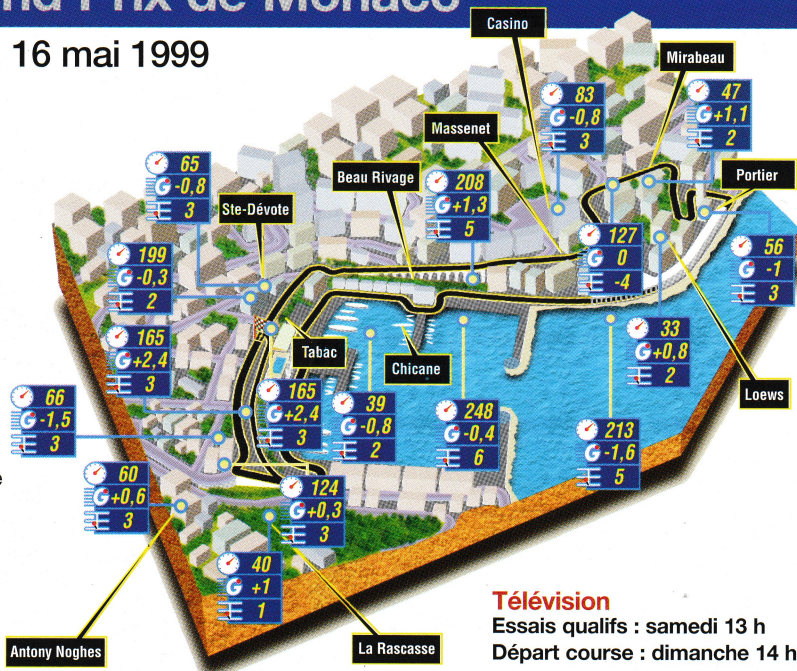 nd Prix de Monaco
16 mai 1999
Casino
Mirabeau
83
G -0,8
3
47
G +1,1
2
Massenet
65
G -0,8
3
Beau Rivage
208
G +1,3
5
Portier
Ste-Dévote
199
G -0,3
2
127
G 0
-4
56
G -1
3
165
G +2,4
3
Tabac
Chicane
33
G +0,8
2
66
G -1,5
3
165
G +2,4
3
39
G -0,8
2
248
G -0,4
6
Loews
213
G -1,6
5
e
60
G +0,6
3
124
G +0,3
3
40
G +1
1
Antony Noghes
La Rascasse
Télévision
Essais qualifs : samedi 13 h
Départ course : dimanche 14 h